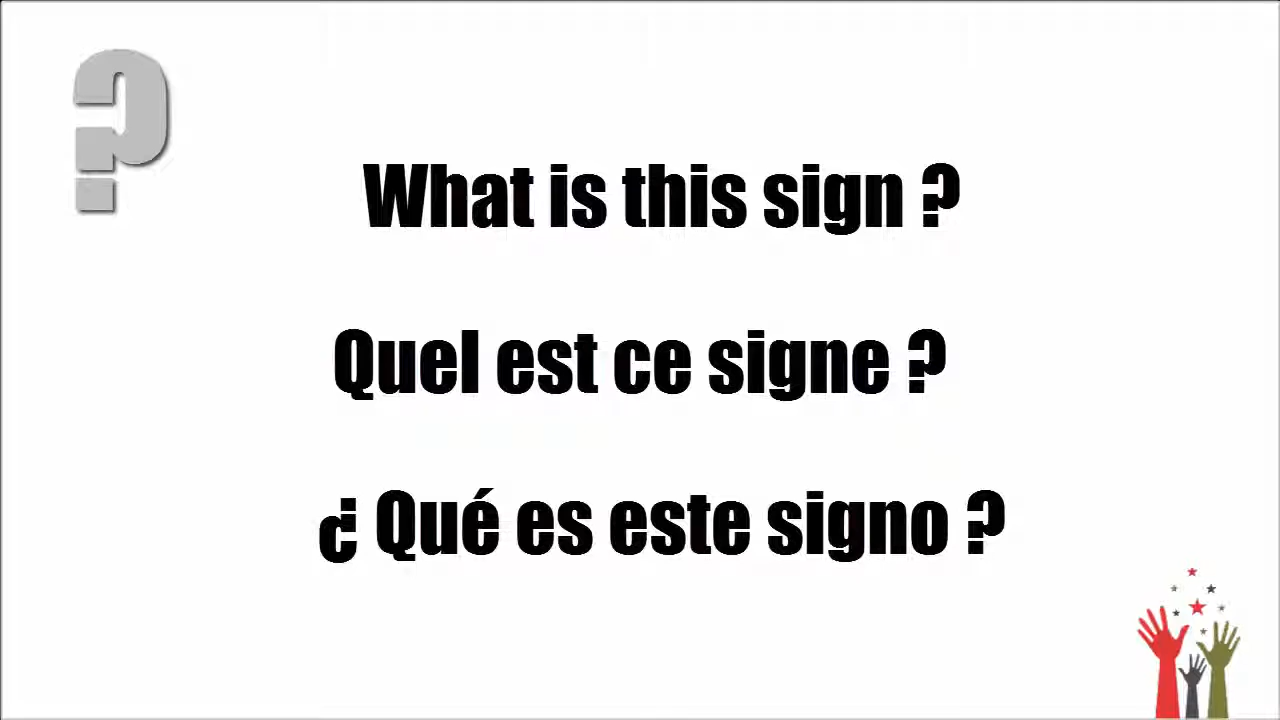 ?
What is this sign ?
Quel est ce signe ?
¿ Qué es este signo ?